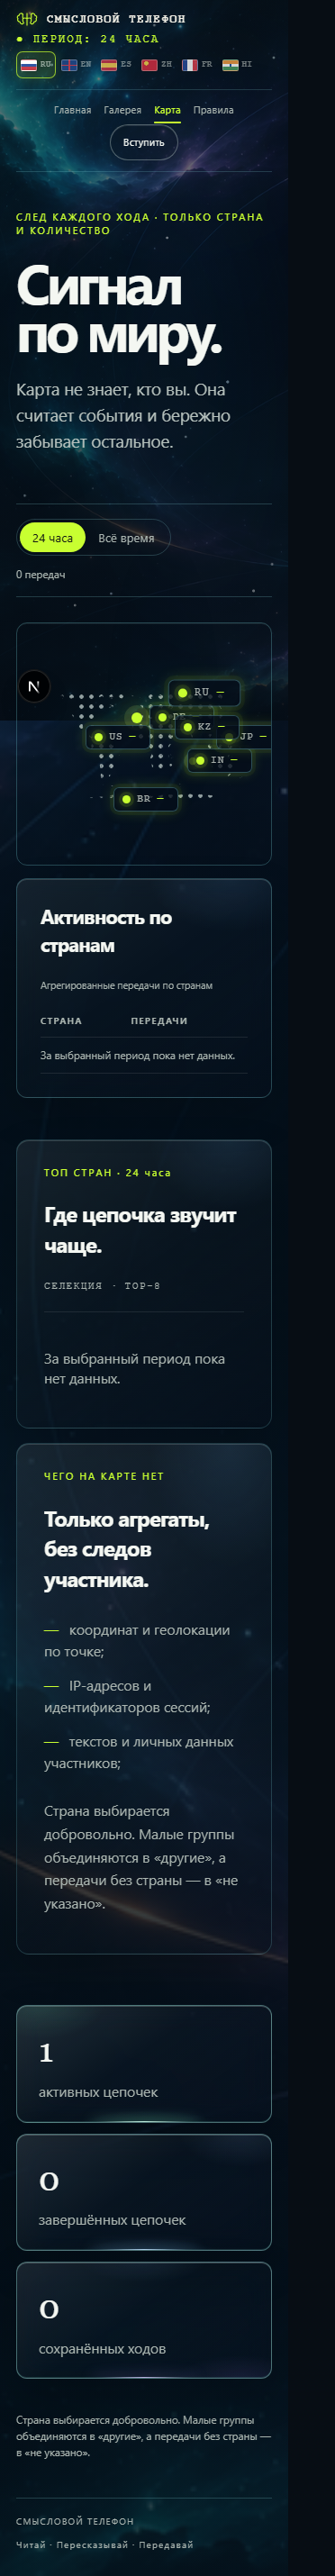 СМЫСЛОВОЙ ТЕЛЕФОН
ПЕРИОД: 24 ЧАСА
RU EN ES ZH FR HI
Главная Галерея Карта Правила
Вступить
СЛЕД КАЖДОГО ХОДА · ТОЛЬКО СТРАНА
И КОЛИЧЕСТВО
Сигнал
по миру.
Карта не знает, кто вы. Она
считает события и бережно
забывает остальное.
24 часа Всё время
0 передач
N
RU —
KZ —
US —
JP —
IN —
BR —
Активность по
странам
Агрегированные передачи по странам
СТРАНА ПЕРЕДАЧИ
За выбранный период пока нет данных.
ТОП СТРАН · 24 часа
Где цепочка звучит
чаще.
СЕЛЕКЦИЯ · TOP-8
За выбранный период пока
нет данных.
ЧЕГО НА КАРТЕ НЕТ
Только агрегаты,
без следов
участника.
— координат и геолокации
по точке;
— IP-адресов и
идентификаторов сессий;
— текстов и личных данных
участников;
Страна выбирается
добровольно. Малые группы
объединяются в «другие», а
передачи без страны — в «не
указано».
1
активных цепочек
0
завершённых цепочек
0
сохранённых ходов
Страна выбирается добровольно. Малые группы
объединяются в «другие», а передачи без страны —
в «не указано».
СМЫСЛОВОЙ ТЕЛЕФОН
Читай · Пересказывай · Передавай